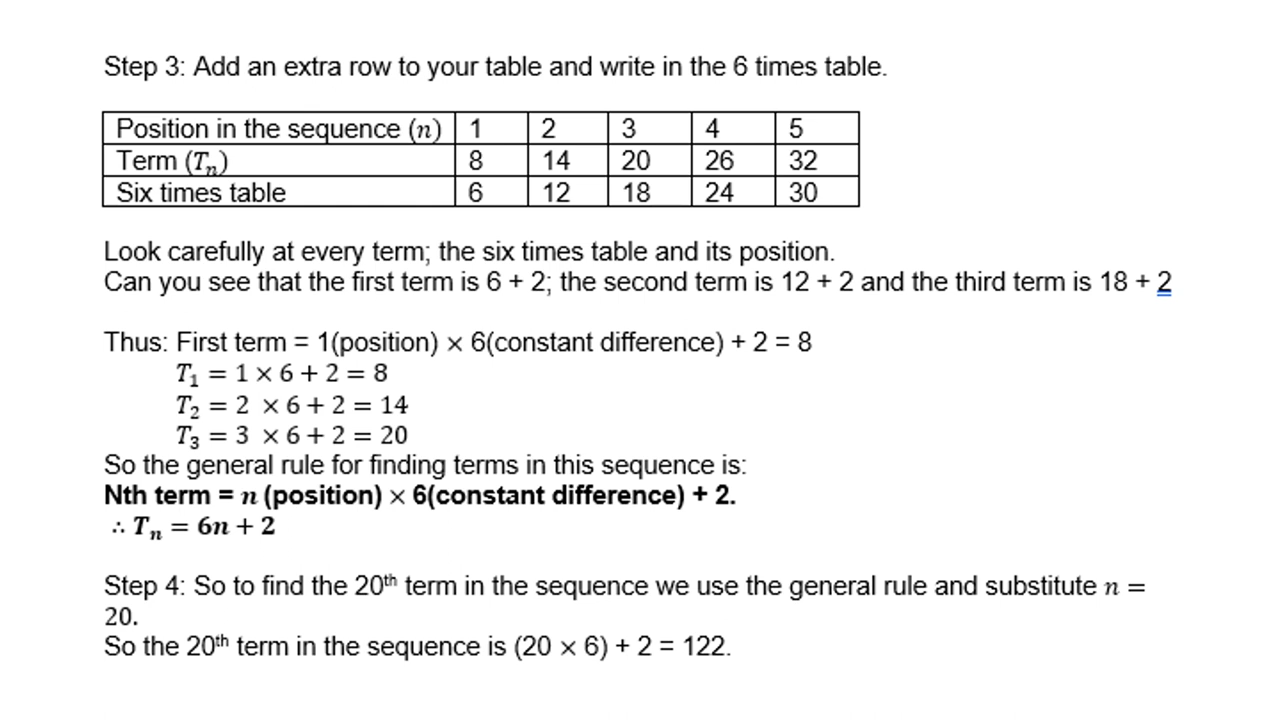 Step 3: Add an extra row to your table and write in the 6 times table.
Position in the sequence (n) 1 2 3 4 5
Term (Tₙ) 8 14 20 26 32
Six times table 6 12 18 24 30
Look carefully at every term; the six times table and its position.
Can you see that the first term is 6 + 2; the second term is 12 + 2 and the third term is 18 + 2
Thus: First term = 1(position) × 6(constant difference) + 2 = 8
T₁ = 1 × 6 + 2 = 8
T₂ = 2 × 6 + 2 = 14
T₃ = 3 × 6 + 2 = 20
So the general rule for finding terms in this sequence is:
Nth term = n (position) × 6(constant difference) + 2.
∴ Tₙ = 6n + 2
Step 4: So to find the 20th term in the sequence we use the general rule and substitute n =
20.
So the 20th term in the sequence is (20 × 6) + 2 = 122.